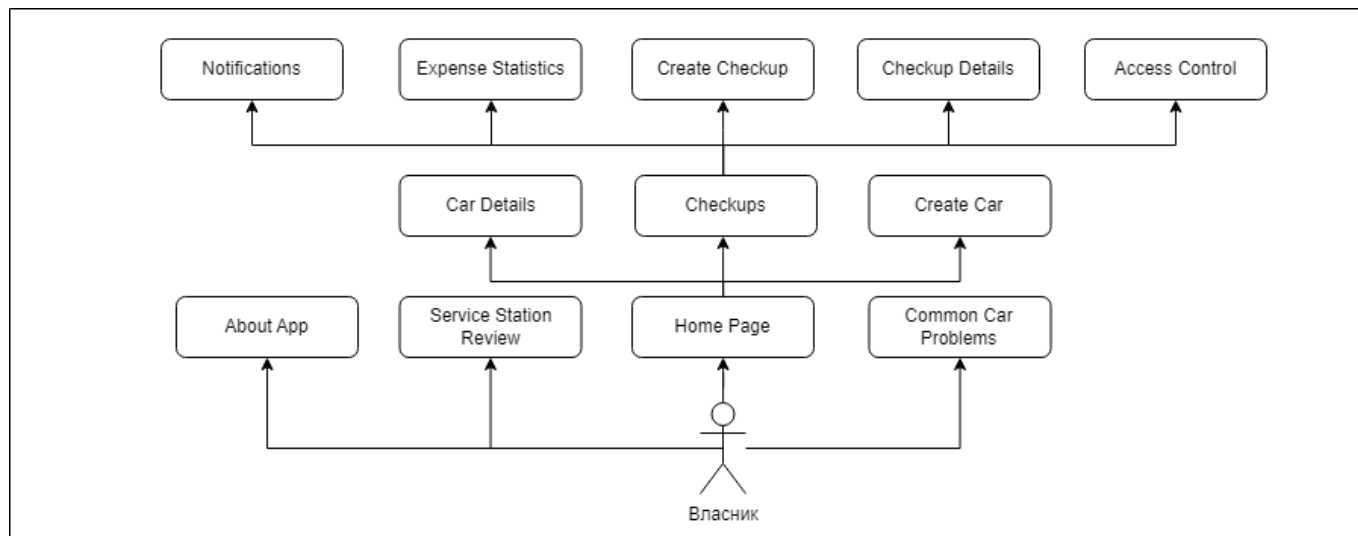 Notifications
Expense Statistics
Create Checkup
Checkup Details
Access Control
Car Details
Checkups
Create Car
About App
Service Station
Review
Home Page
Common Car
Problems
Власник